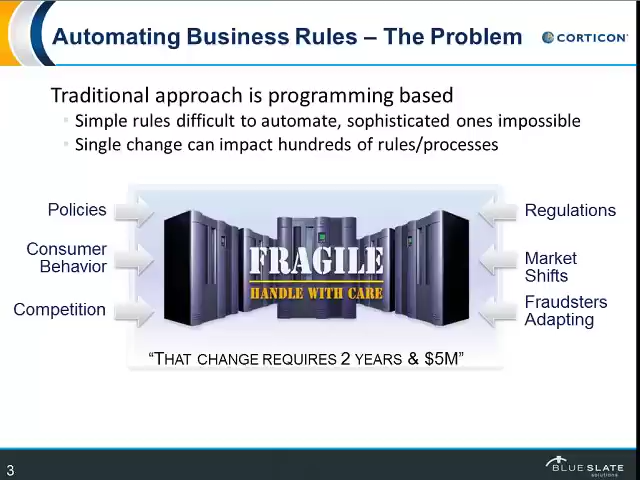 Automating Business Rules – The Problem
CORTICON
Traditional approach is programming based
• Simple rules difficult to automate, sophisticated ones impossible
• Single change can impact hundreds of rules/processes
Policies
Consumer
Behavior
Competition
FRAGILE
HANDLE WITH CARE
Regulations
Market
Shifts
Fraudsters
Adapting
“THAT CHANGE REQUIRES 2 YEARS & $5M”
3
BLUE SLATE
solutions